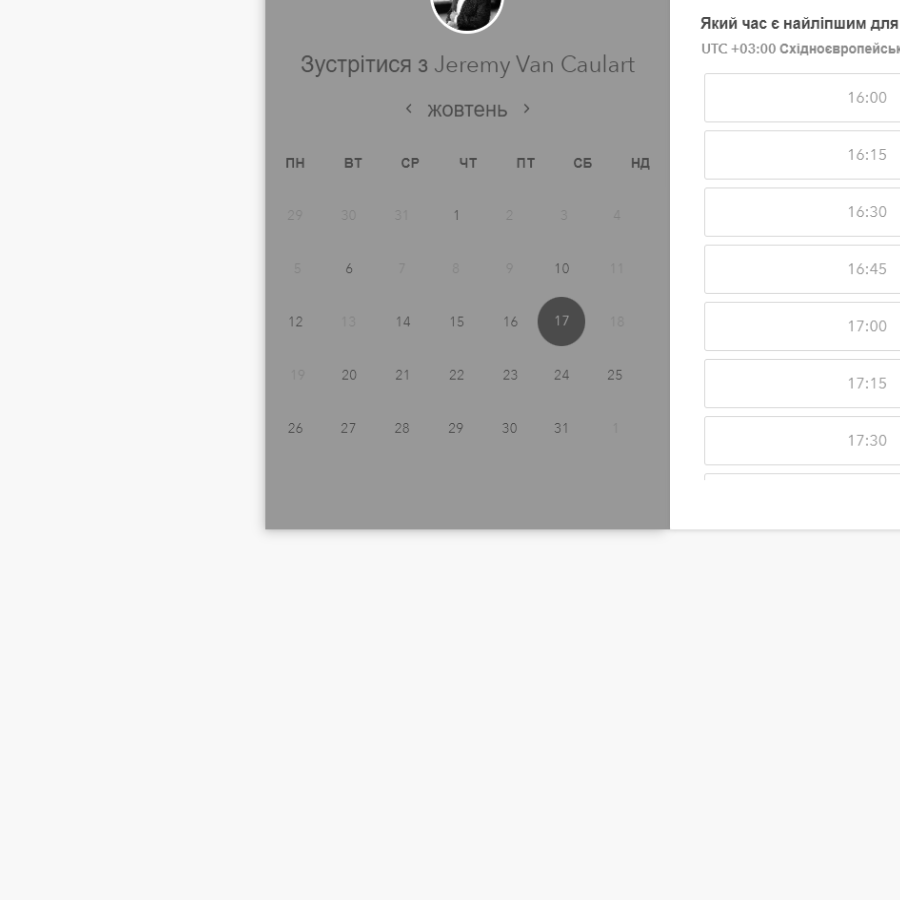 Зустрітися з Jeremy Van Caulart
‹ жовтень ›
ПН ВТ СР ЧТ ПТ СБ НД
29 30 31 1 2 3 4
5 6 7 8 9 10 11
12 13 14 15 16 17 18
19 20 21 22 23 24 25
26 27 28 29 30 31 1
Який час є найліпшим для
UTC +03:00 Східноєвропейськ
16:00
16:15
16:30
16:45
17:00
17:15
17:30